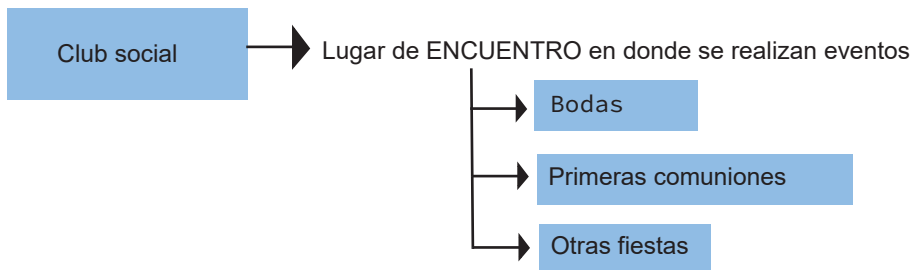 Club social
Lugar de ENCUENTRO en donde se realizan eventos
Bodas
Primeras comuniones
Otras fiestas